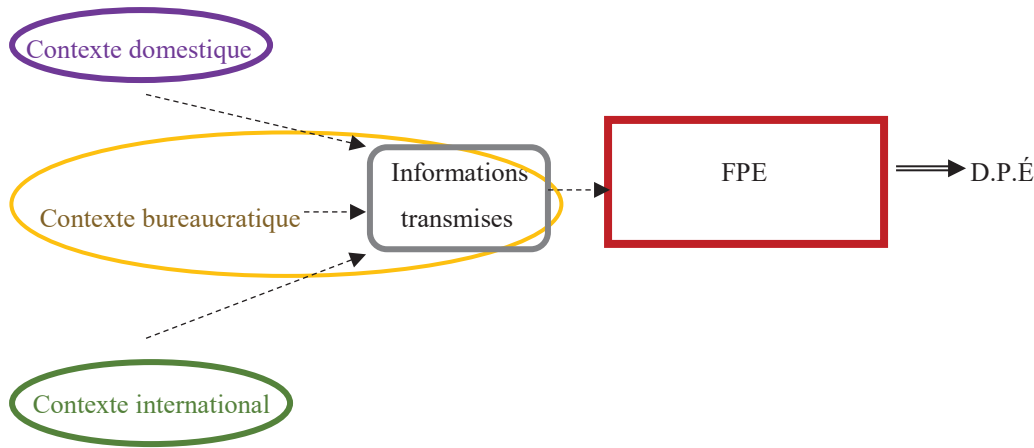 Contexte domestique
Informations
transmises
FPE
D.P.É
Contexte bureaucratique
Contexte international